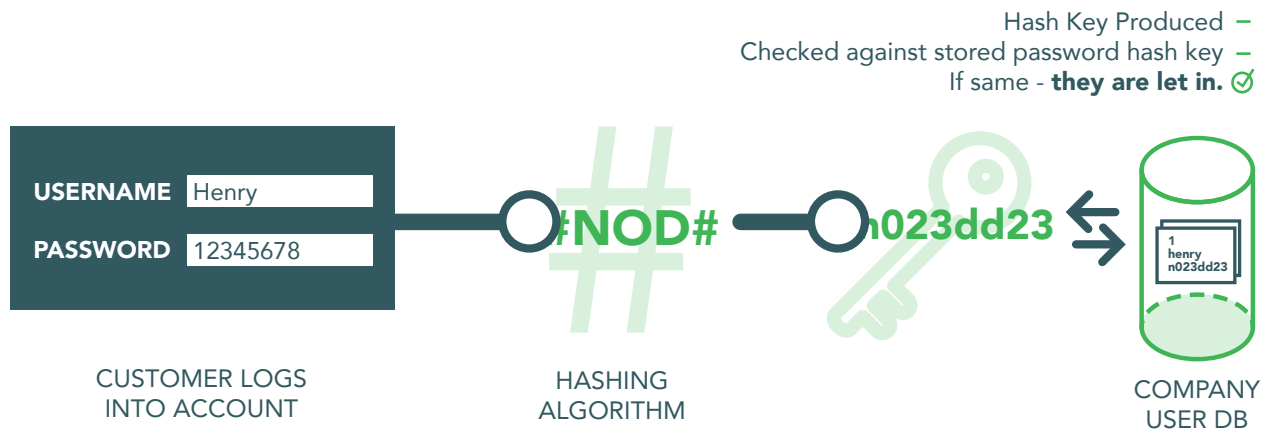 Hash Key Produced –
Checked against stored password hash key –
If same - they are let in.
USERNAME Henry
PASSWORD 12345678
#NOD#
n023dd23
1
henry
n023dd23
CUSTOMER LOGS
INTO ACCOUNT
HASHING
ALGORITHM
COMPANY
USER DB